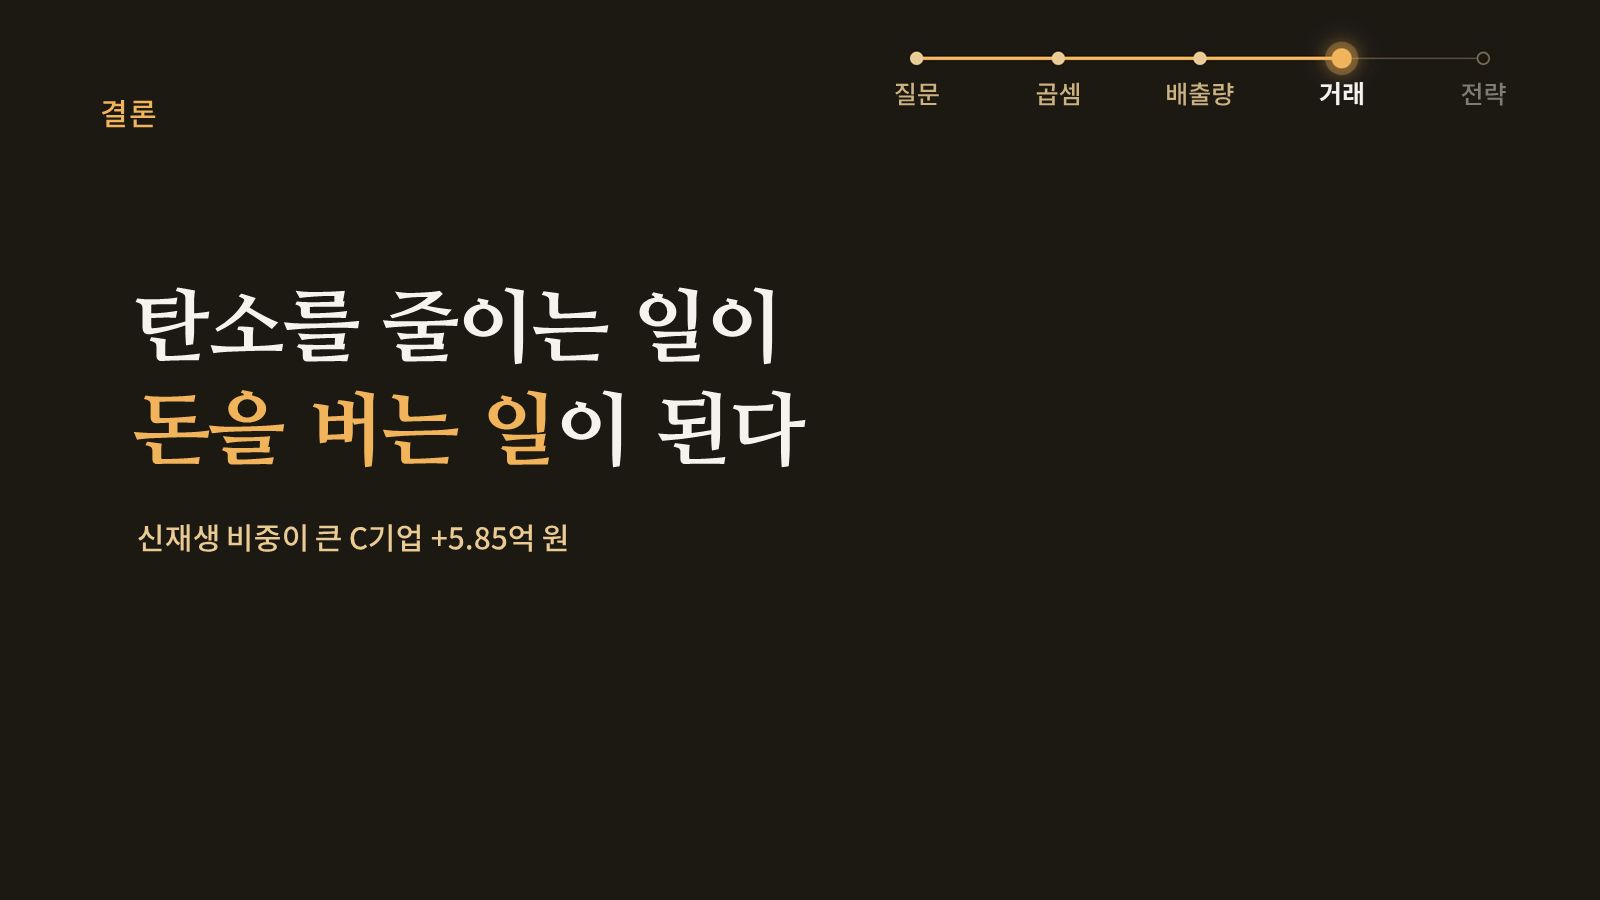 결론
질문 곱셈 배출량 거래 전략
탄소를 줄이는 일이
돈을 버는 일이 된다
신재생 비중이 큰 C기업 +5.85억 원